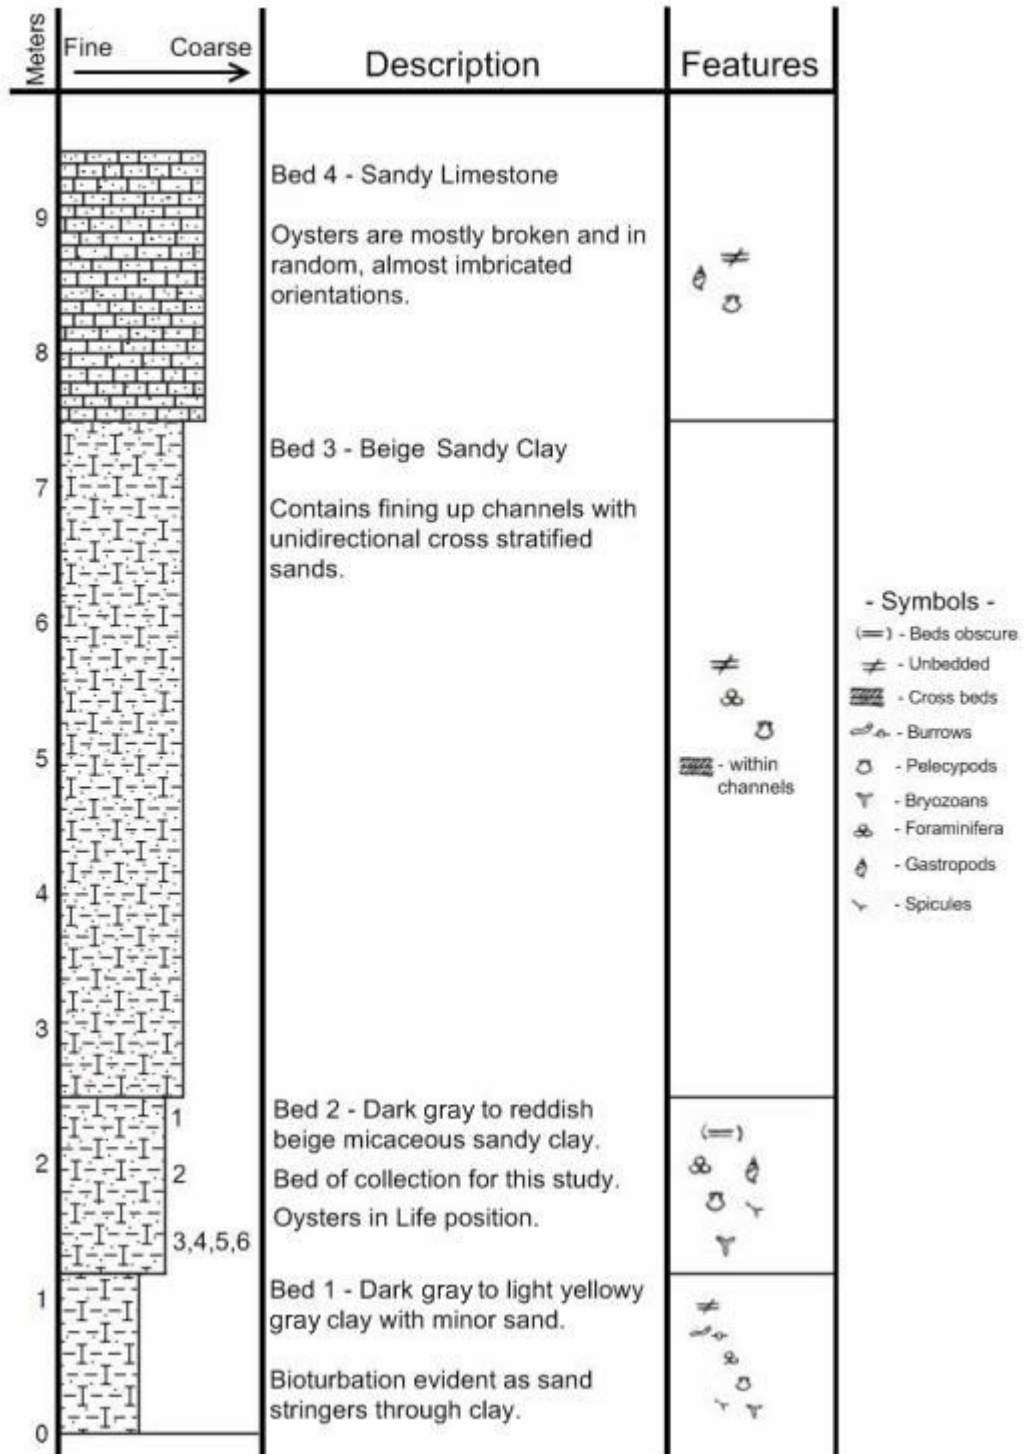 Meters
Fine Coarse
Description
Features
9
8
7
6
5
4
3
2
1
0
Bed 4 - Sandy Limestone
Oysters are mostly broken and in
random, almost imbricated
orientations.
Bed 3 - Beige Sandy Clay
Contains fining up channels with
unidirectional cross stratified
sands.
- within
channels
1
2
3,4,5,6
Bed 2 - Dark gray to reddish
beige micaceous sandy clay.
Bed of collection for this study.
Oysters in Life position.
Bed 1 - Dark gray to light yellowy
gray clay with minor sand.
Bioturbation evident as sand
stringers through clay.
- Symbols -
- Beds obscure
- Unbedded
- Cross beds
- Burrows
- Pelecypods
- Bryozoans
- Foraminifera
- Gastropods
- Spicules